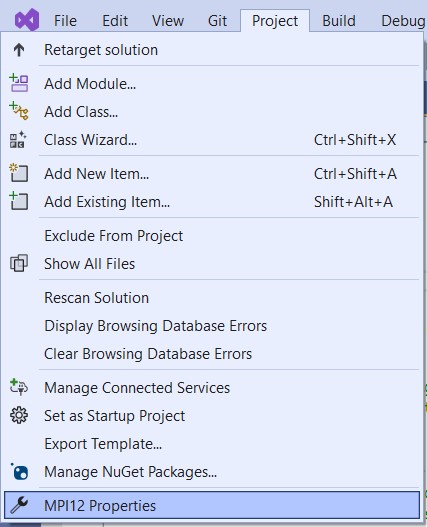 File Edit View Git Project Build Debug
Retarget solution
Add Module...
Add Class...
Class Wizard... Ctrl+Shift+X
Add New Item... Ctrl+Shift+A
Add Existing Item... Shift+Alt+A
Exclude From Project
Show All Files
Rescan Solution
Display Browsing Database Errors
Clear Browsing Database Errors
Manage Connected Services
Set as Startup Project
Export Template...
Manage NuGet Packages...
MPI12 Properties